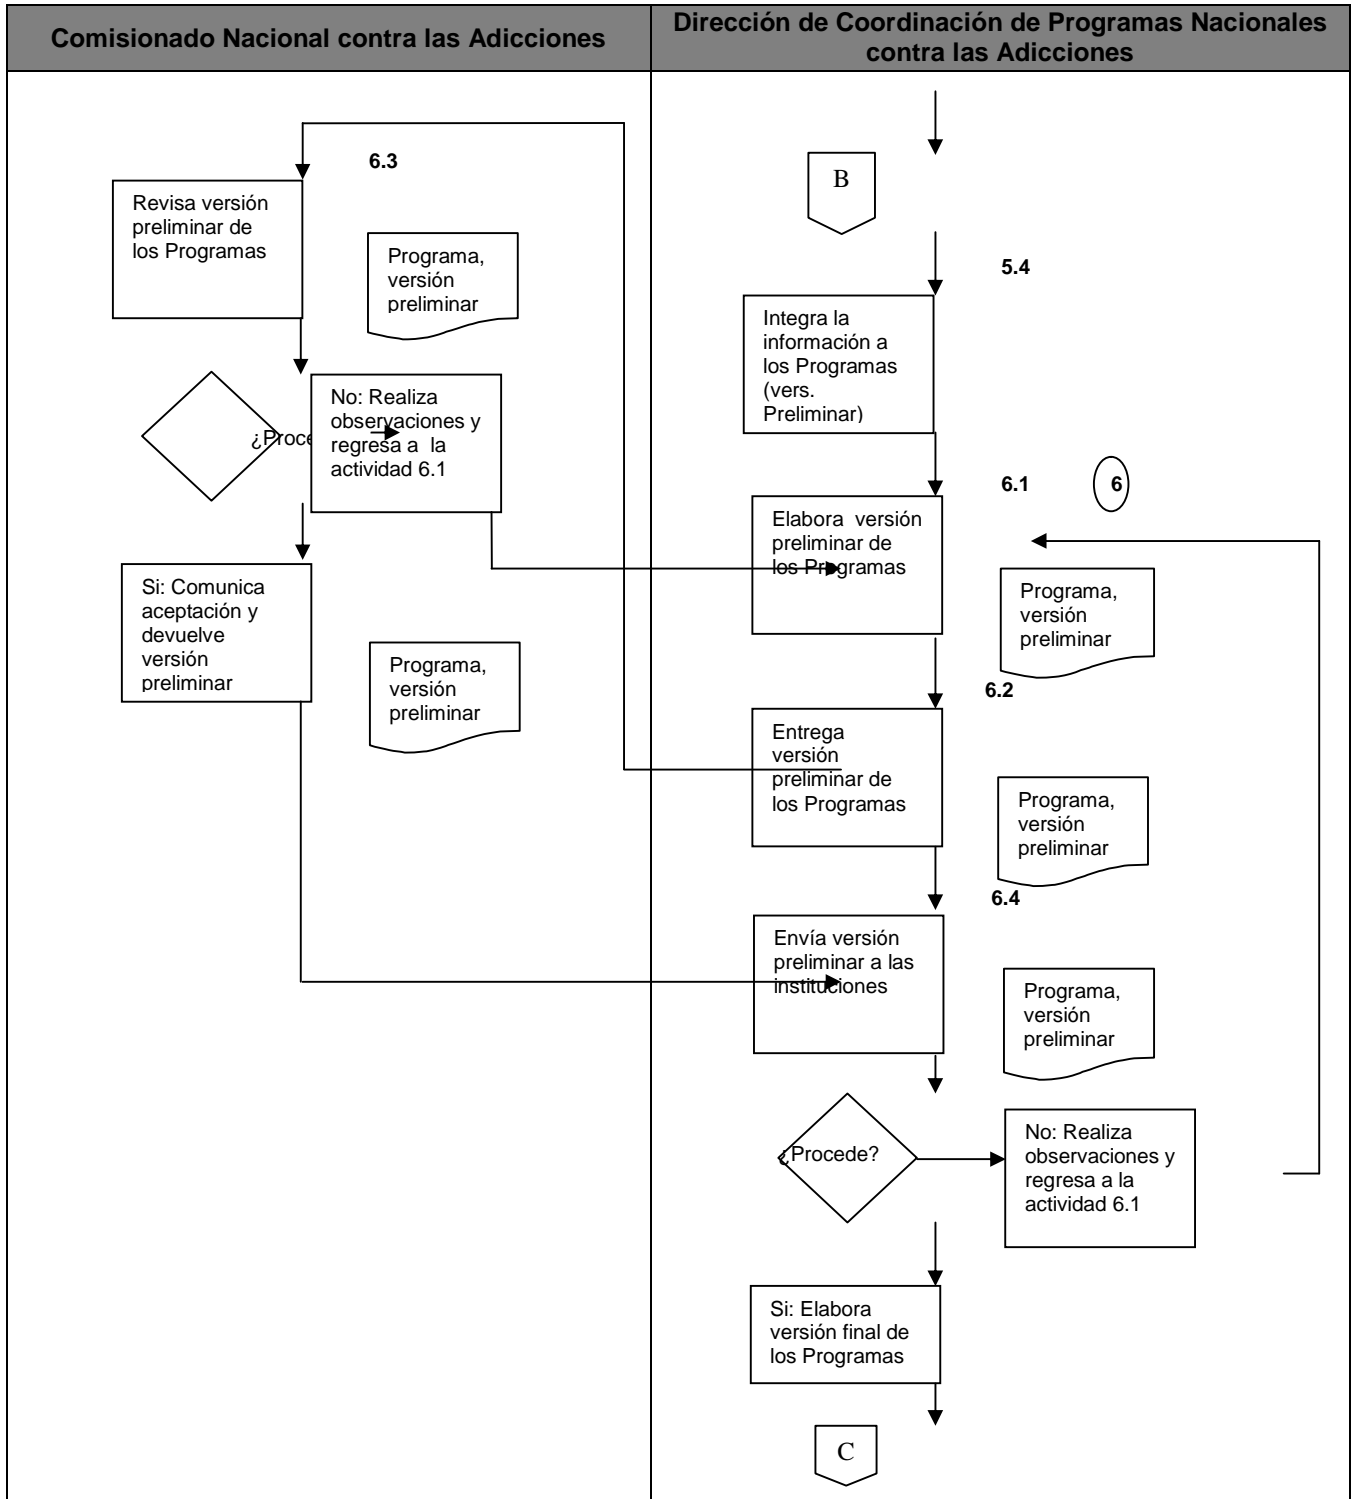 Comisionado Nacional contra las Adicciones
Dirección de Coordinación de Programas Nacionales
contra las Adicciones
6.3
Revisa versión
preliminar de
los Programas
Programa,
versión
preliminar
¿Proce
No: Realiza
observaciones y
regresa a la
actividad 6.1
Si: Comunica
aceptación y
devuelve
versión
preliminar
Programa,
versión
preliminar
B
5.4
Integra la
información a
los Programas
(vers.
Preliminar)
6.1
6
Elabora versión
preliminar de
los Programas
Programa,
versión
preliminar
6.2
Entrega
versión
preliminar de
los Programas
Programa,
versión
preliminar
6.4
Envía versión
preliminar a las
instituciones
Programa,
versión
preliminar
¿Procede?
No: Realiza
observaciones y
regresa a la
actividad 6.1
Si: Elabora
versión final de
los Programas
C